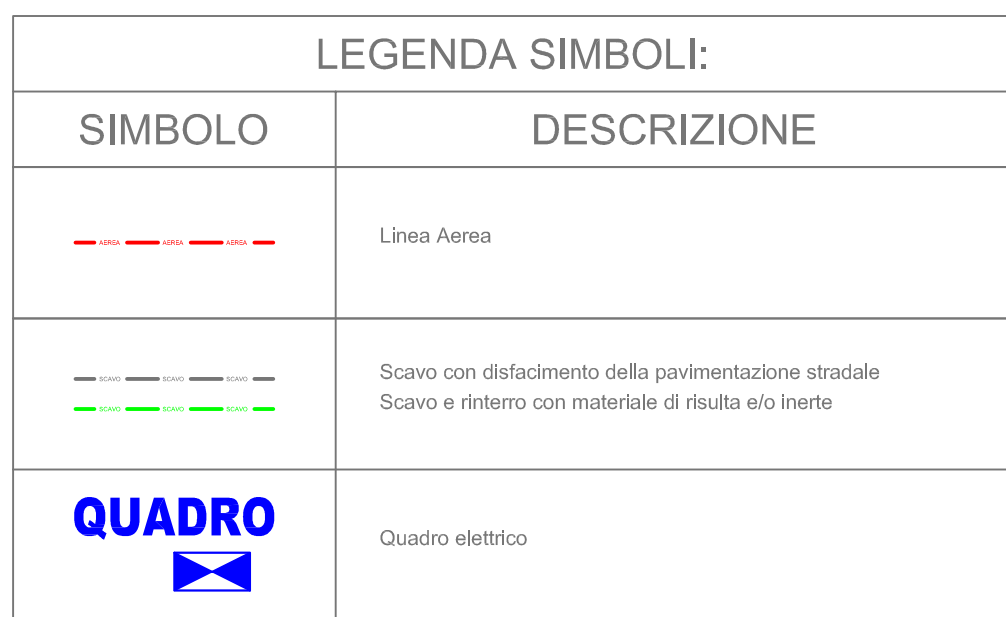 LEGENDA SIMBOLI:
SIMBOLO DESCRIZIONE
AEREA AEREA AEREA Linea Aerea
SCAVO SCAVO SCAVO Scavo con disfacimento della pavimentazione stradale
SCAVO SCAVO SCAVO Scavo e rinterro con materiale di risulta e/o inerte
QUADRO
Quadro elettrico